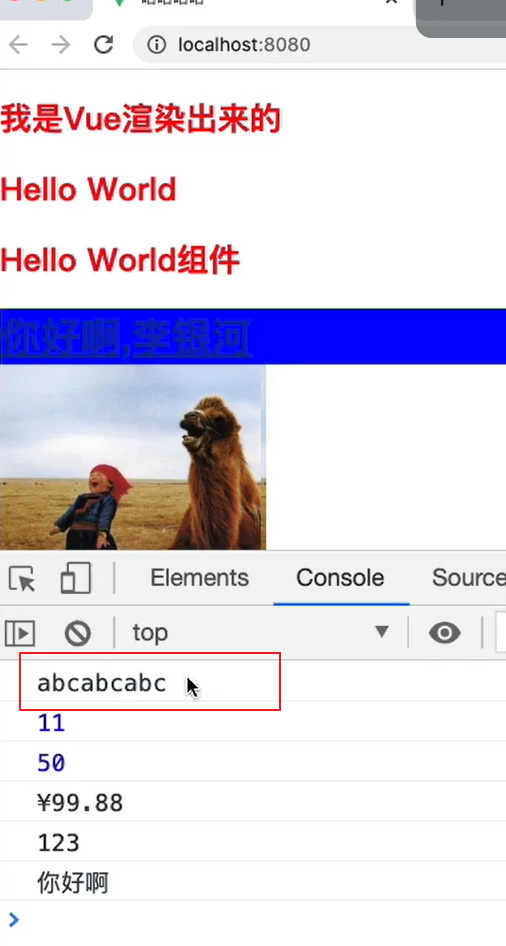 localhost:8080
我是Vue渲染出来的
Hello World
Hello World组件
你好啊,李银河
Elements Console Source
top
abcabcabc
11
50
¥99.88
123
你好啊